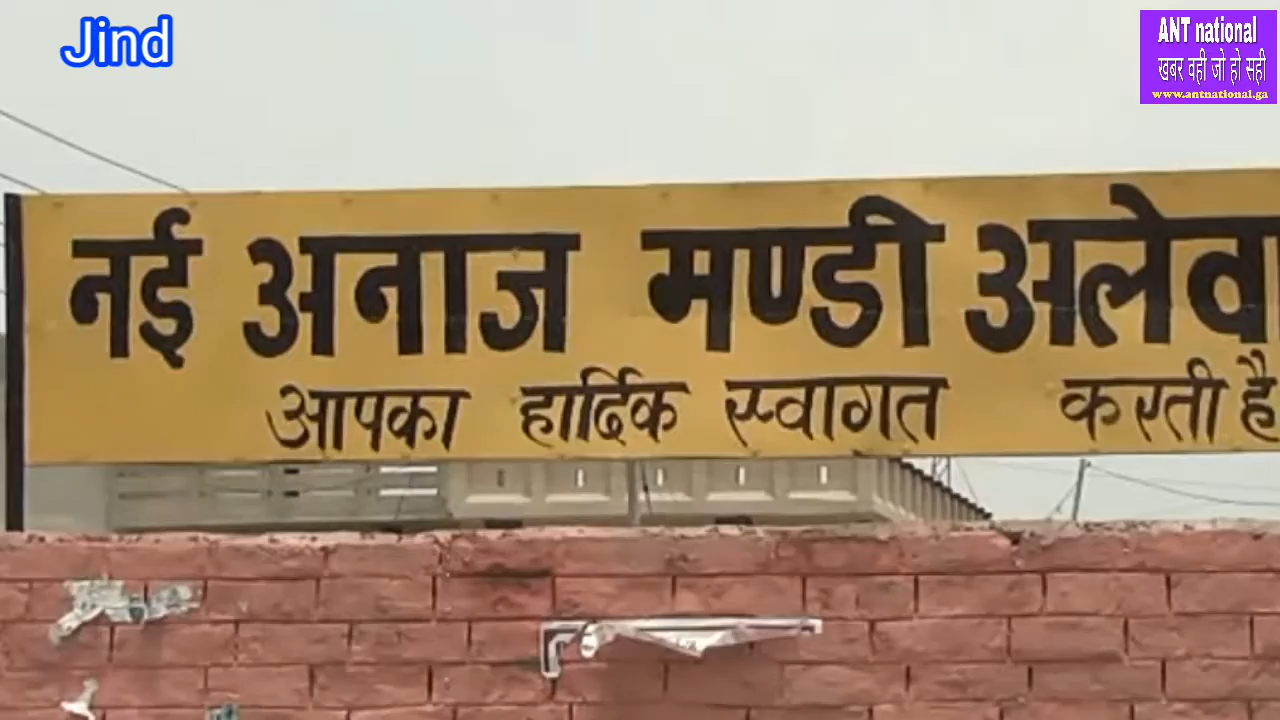 Jind
ANT national
खबर वही जो हो सही
www.antnational.ga
नई अनाज मण्डी अलेवा
आपका हार्दिक स्वागत करती है